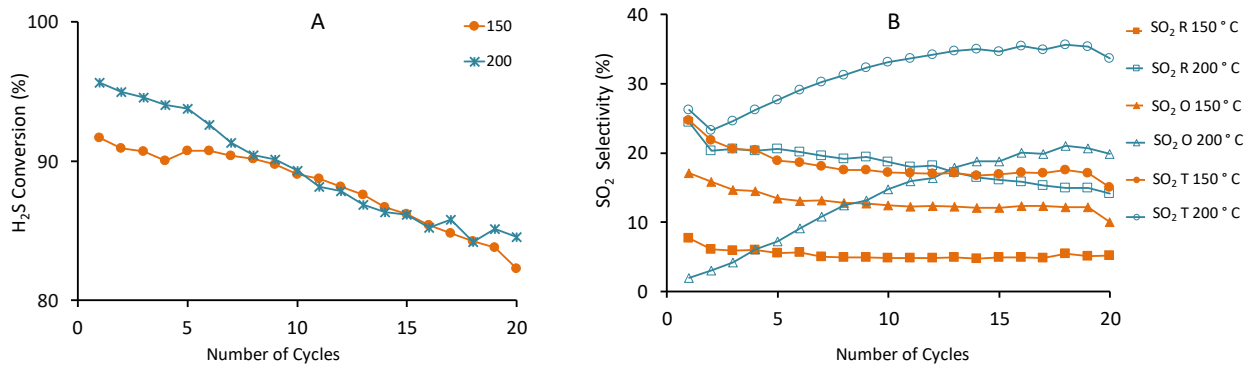 A
100
90
80
0
5
10
15
20
H₂S Conversion (%)
Number of Cycles
150
200
B
40
30
20
10
0
0
5
10
15
20
SO₂ Selectivity (%)
Number of Cycles
SO₂ R 150 ° C
SO₂ R 200 ° C
SO₂ O 150 ° C
SO₂ O 200 ° C
SO₂ T 150 ° C
SO₂ T 200 ° C